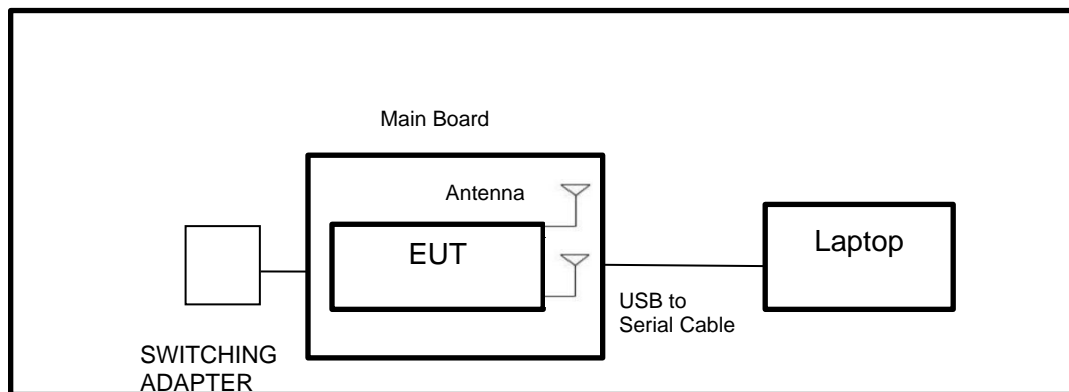 Main Board
Antenna
EUT
Laptop
USB to
Serial Cable
SWITCHING
ADAPTER